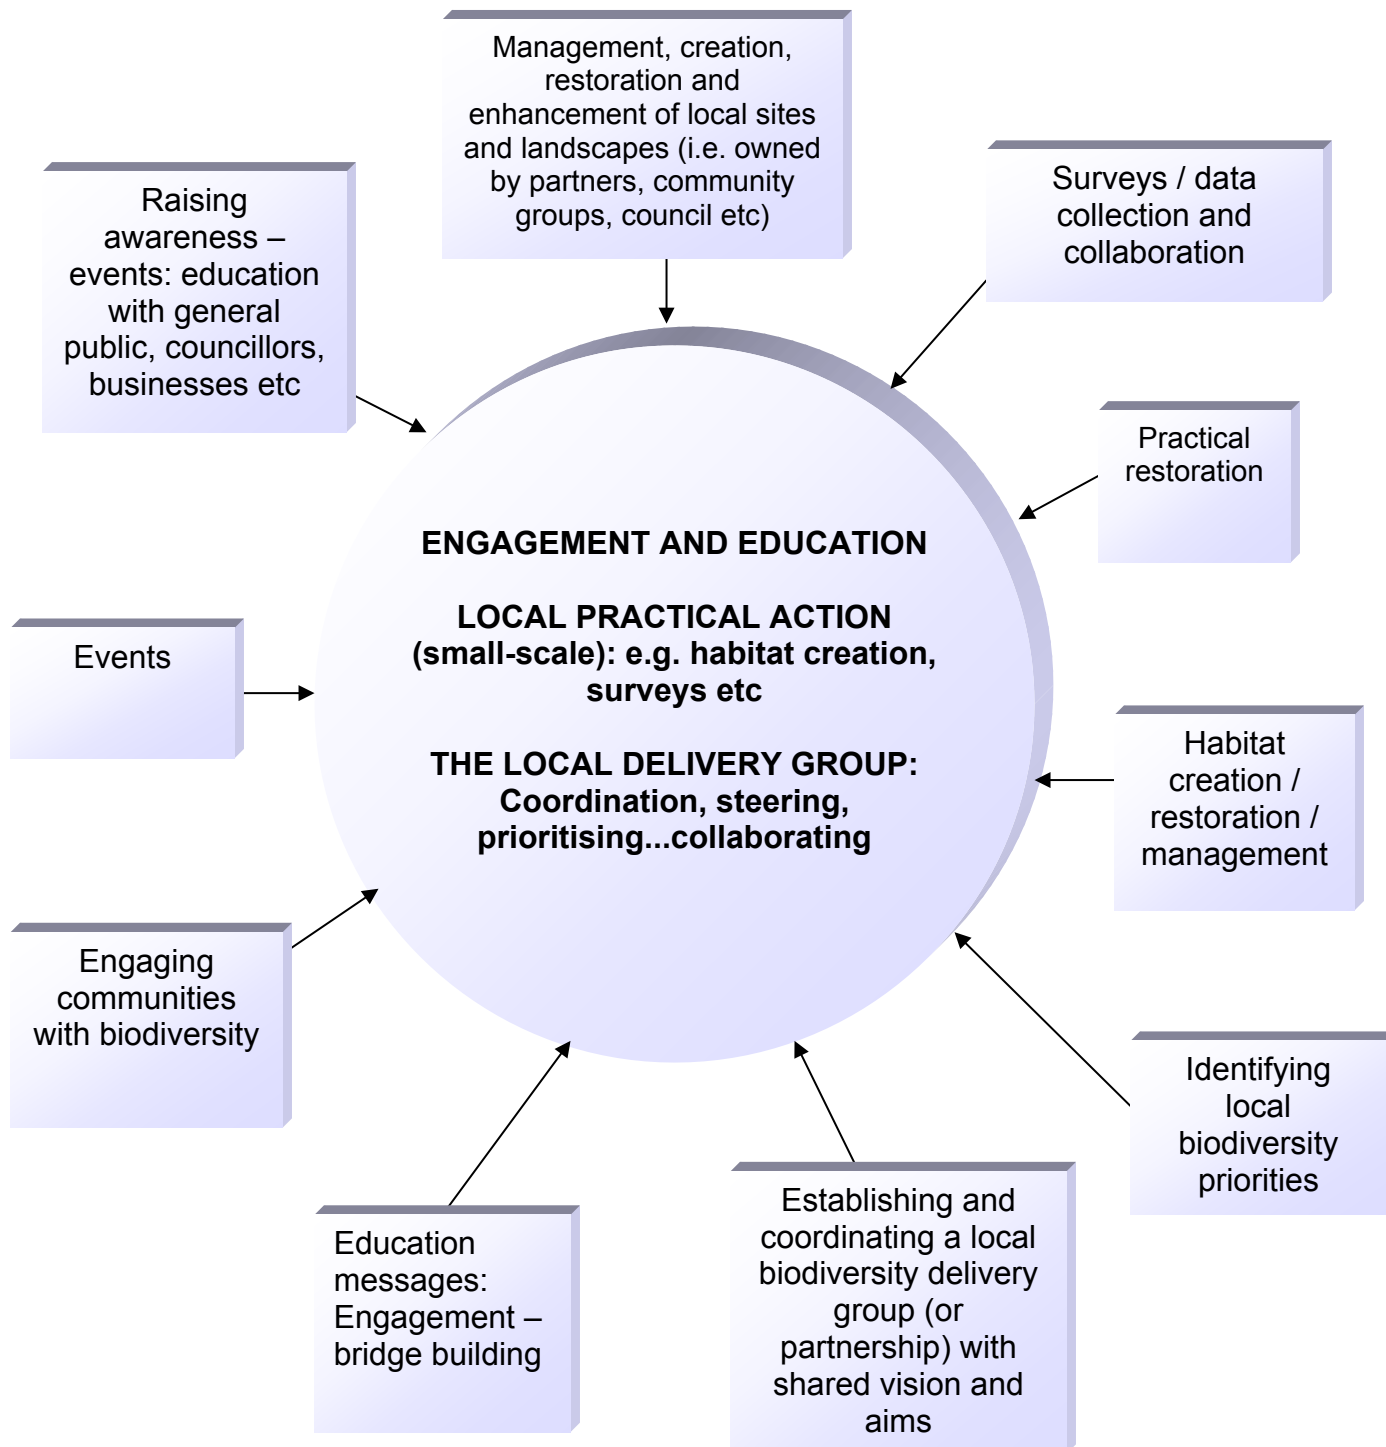 Management, creation,
restoration and
enhancement of local sites
and landscapes (i.e. owned
by partners, community
groups, council etc)
Surveys / data
collection and
collaboration
Raising
awareness –
events: education
with general
public, councillors,
businesses etc
Practical
restoration
ENGAGEMENT AND EDUCATION
LOCAL PRACTICAL ACTION
(small-scale): e.g. habitat creation,
surveys etc
THE LOCAL DELIVERY GROUP:
Coordination, steering,
prioritising...collaborating
Events
Habitat
creation /
restoration /
management
Engaging
communities
with biodiversity
Identifying
local
biodiversity
priorities
Education
messages:
Engagement –
bridge building
Establishing and
coordinating a local
biodiversity delivery
group (or
partnership) with
shared vision and
aims